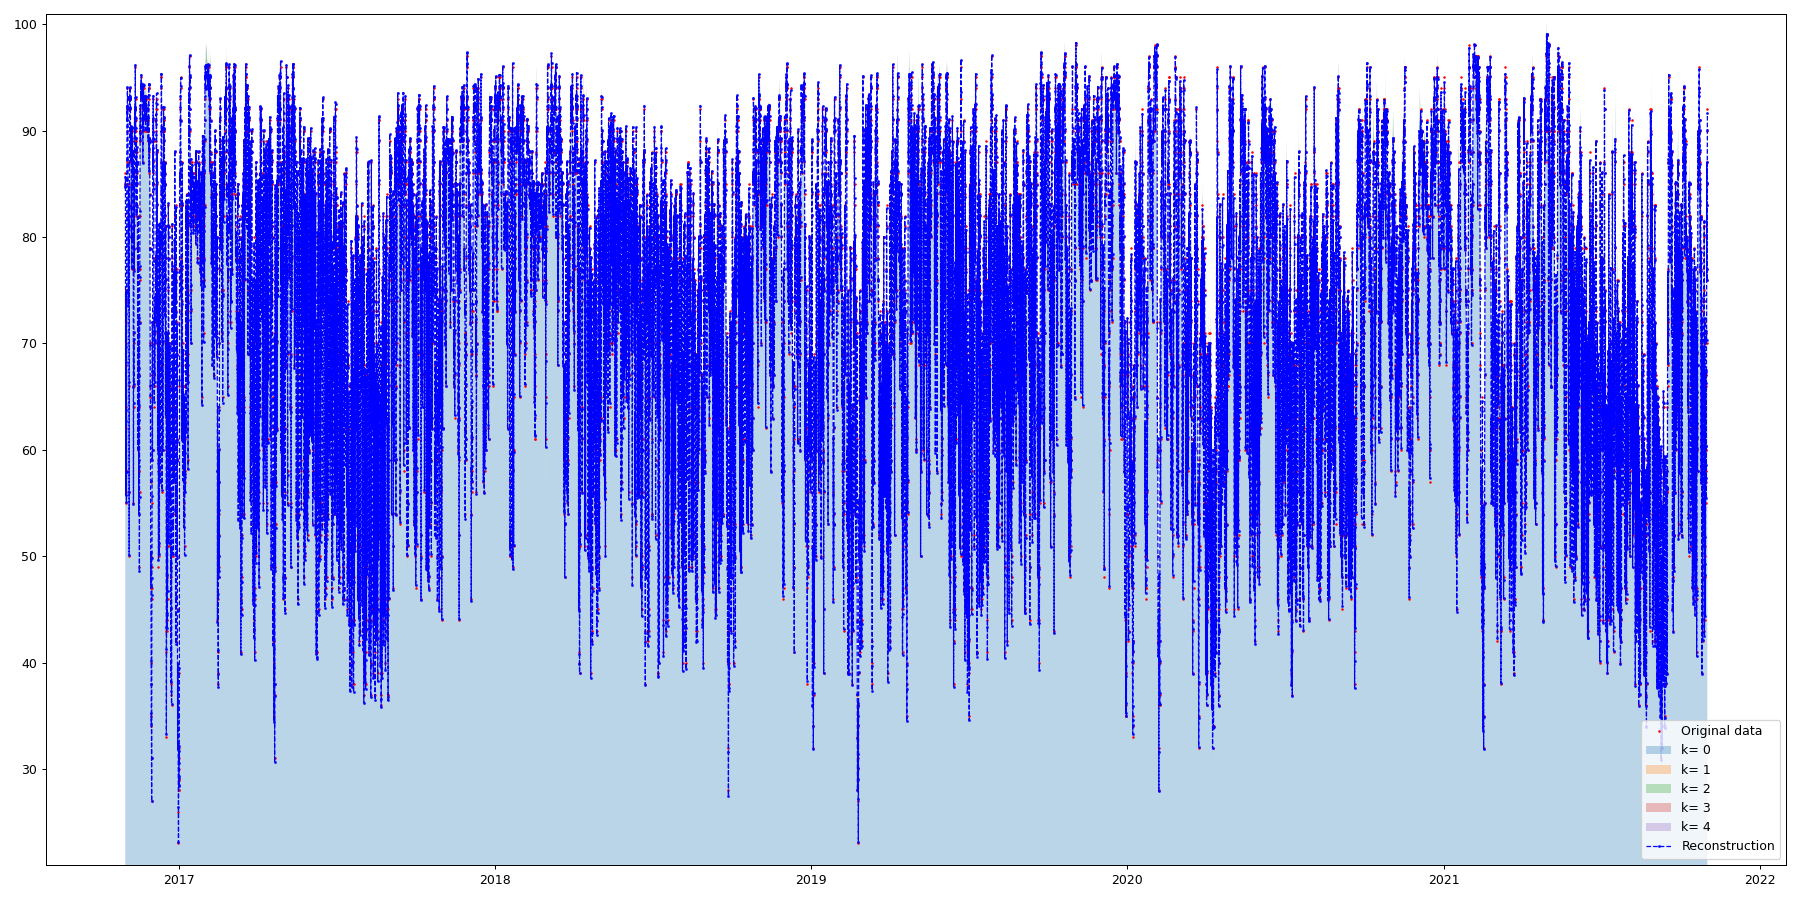 100
90
80
70
60
50
40
30
2017
2018
2019
2020
2021
2022
Original data
k= 0
k= 1
k= 2
k= 3
k= 4
Reconstruction